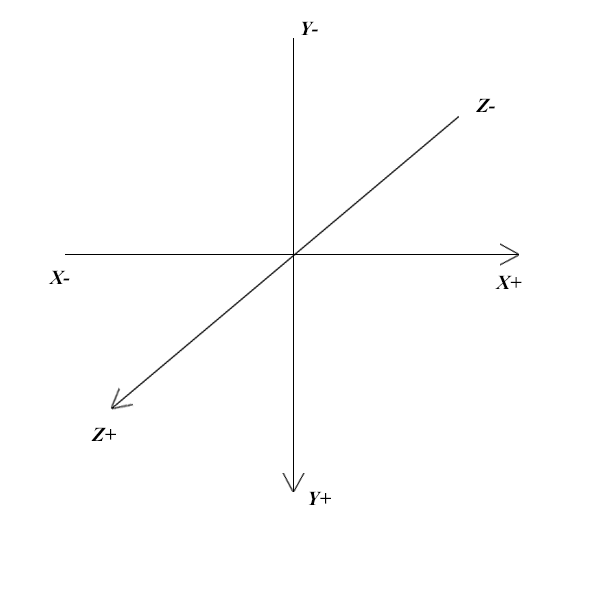 Y-
Z-
X-
X+
Z+
Y+